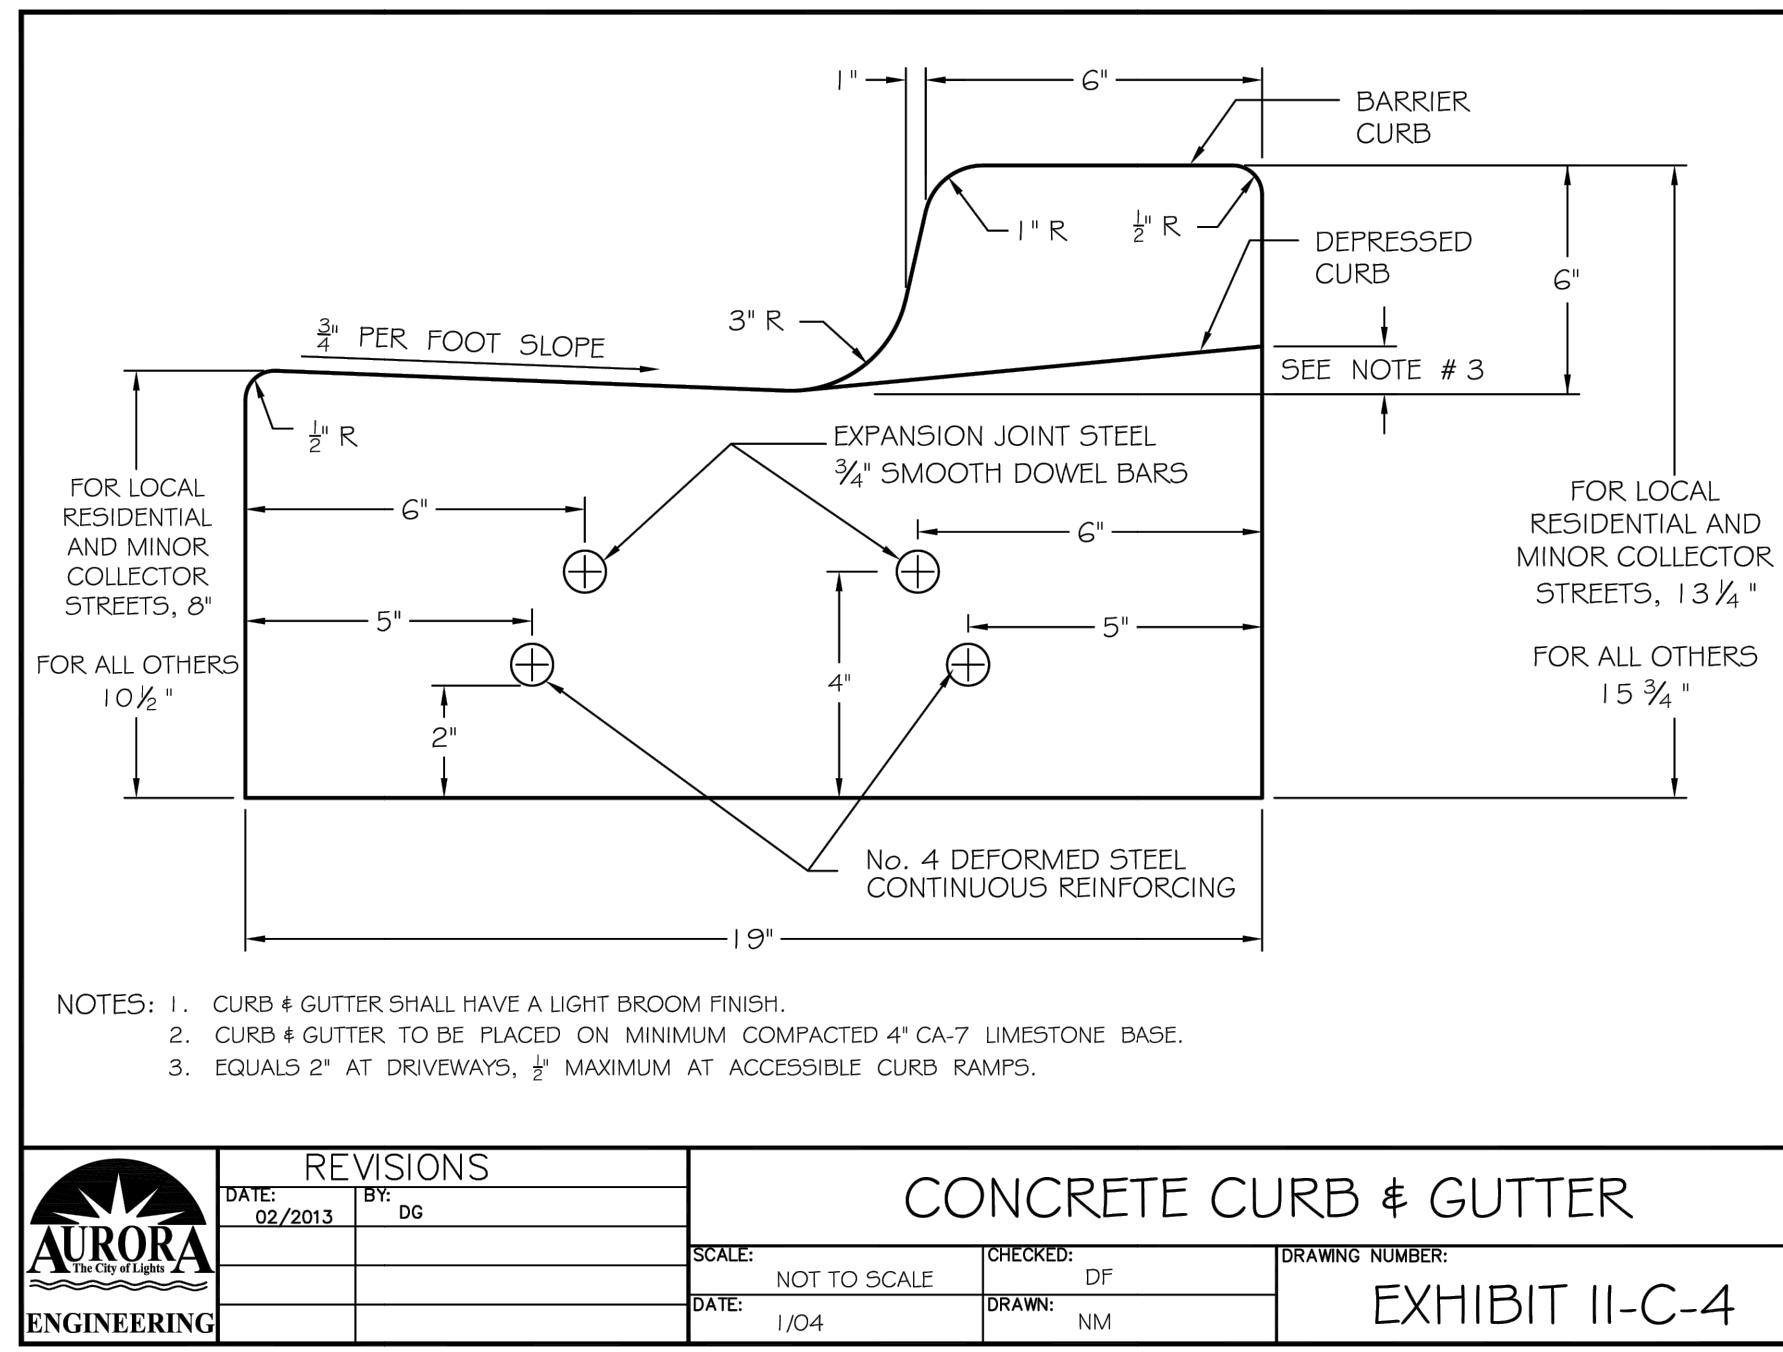 1"
6"
BARRIER
CURB
1" R
1/2" R
DEPRESSED
CURB
6"
3" R
3/4" PER FOOT SLOPE
SEE NOTE # 3
1/2" R
EXPANSION JOINT STEEL
3/4" SMOOTH DOWEL BARS
FOR LOCAL
RESIDENTIAL
AND MINOR
COLLECTOR
STREETS, 8"
FOR ALL OTHERS
10 1/2 "
6"
6"
FOR LOCAL
RESIDENTIAL AND
MINOR COLLECTOR
STREETS, 13 1/4 "
FOR ALL OTHERS
15 3/4 "
5"
5"
4"
2"
No. 4 DEFORMED STEEL
CONTINUOUS REINFORCING
19"
NOTES: 1. CURB & GUTTER SHALL HAVE A LIGHT BROOM FINISH.
2. CURB & GUTTER TO BE PLACED ON MINIMUM COMPACTED 4" CA-7 LIMESTONE BASE.
3. EQUALS 2" AT DRIVEWAYS, 1/2" MAXIMUM AT ACCESSIBLE CURB RAMPS.
AURORA
The City of Lights
ENGINEERING
REVISIONS
DATE: BY:
02/2013 DG
CONCRETE CURB & GUTTER
SCALE:
NOT TO SCALE
CHECKED:
DF
DATE:
1/04
DRAWN:
NM
DRAWING NUMBER:
EXHIBIT II-C-4